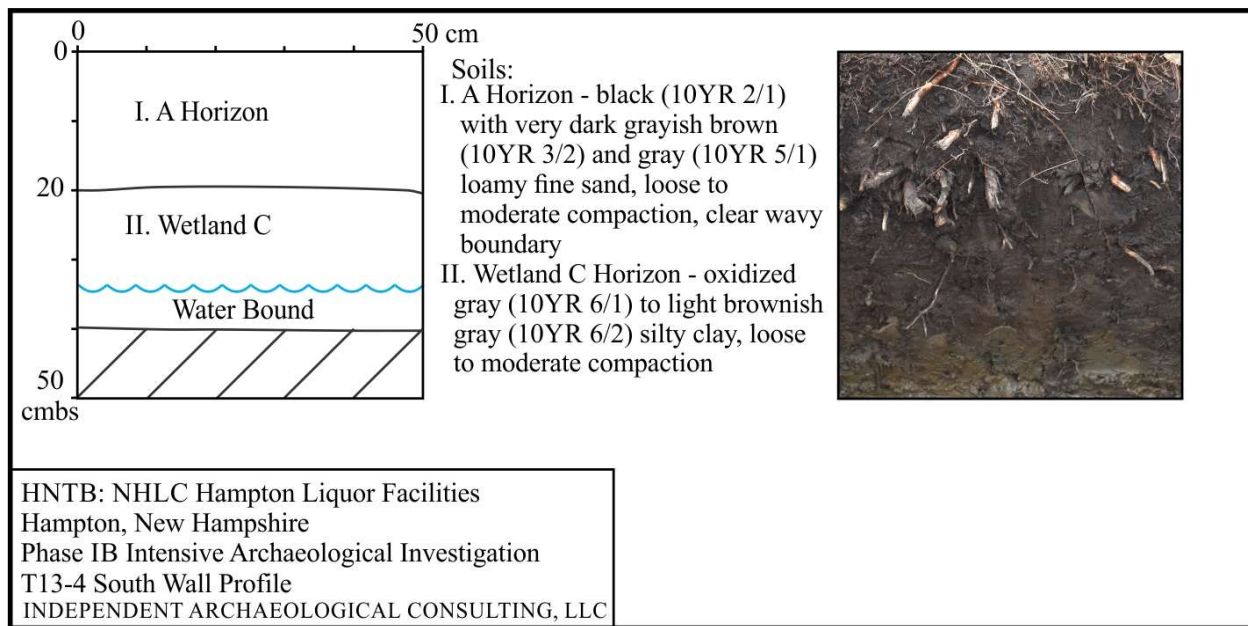 0
50 cm
0
I. A Horizon
20
II. Wetland C
Water Bound
50
cmbs
Soils:
I. A Horizon - black (10YR 2/1)
with very dark grayish brown
(10YR 3/2) and gray (10YR 5/1)
loamy fine sand, loose to
moderate compaction, clear wavy
boundary
II. Wetland C Horizon - oxidized
gray (10YR 6/1) to light brownish
gray (10YR 6/2) silty clay, loose
to moderate compaction
HNTB: NHLC Hampton Liquor Facilities
Hampton, New Hampshire
Phase IB Intensive Archaeological Investigation
T13-4 South Wall Profile
INDEPENDENT ARCHAEOLOGICAL CONSULTING, LLC